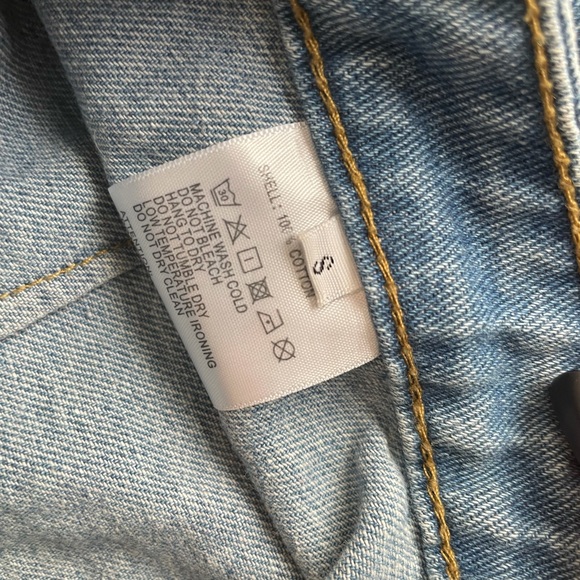 SHELL: 100% COTTON
S
30
MACHINE WASH COLD
DO NOT BLEACH
HANG TO DRY
DO NOT TUMBLE DRY
LOW TEMPERATURE IRONING
DO NOT DRY CLEAN